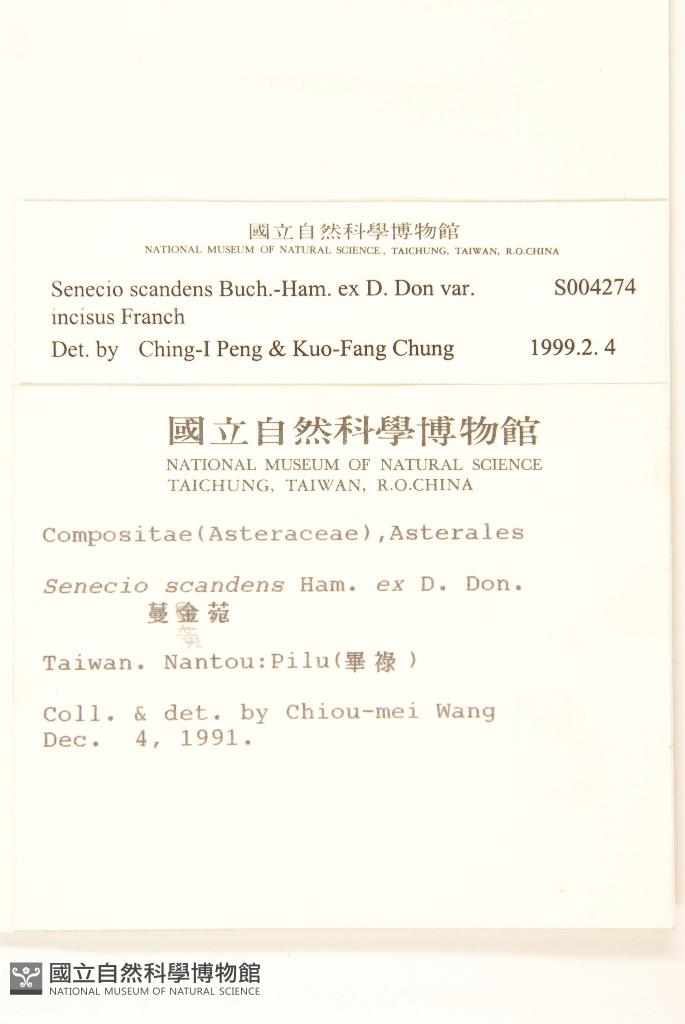 國立自然科學博物館
NATIONAL MUSEUM OF NATURAL SCIENCE, TAICHUNG, TAIWAN, R.O.CHINA
Senecio scandens Buch.-Ham. ex D. Don var. S004274
incisus Franch
Det. by Ching-I Peng & Kuo-Fang Chung 1999.2. 4
國立自然科學博物館
NATIONAL MUSEUM OF NATURAL SCIENCE
TAICHUNG, TAIWAN, R.O.CHINA
Compositae(Asteraceae),Asterales
Senecio scandens Ham. ex D. Don.
蔓金菀
黃
Taiwan. Nantou:Pilu(畢祿)
Coll. & det. by Chiou-mei Wang
Dec. 4, 1991.
國立自然科學博物館
NATIONAL MUSEUM OF NATURAL SCIENCE